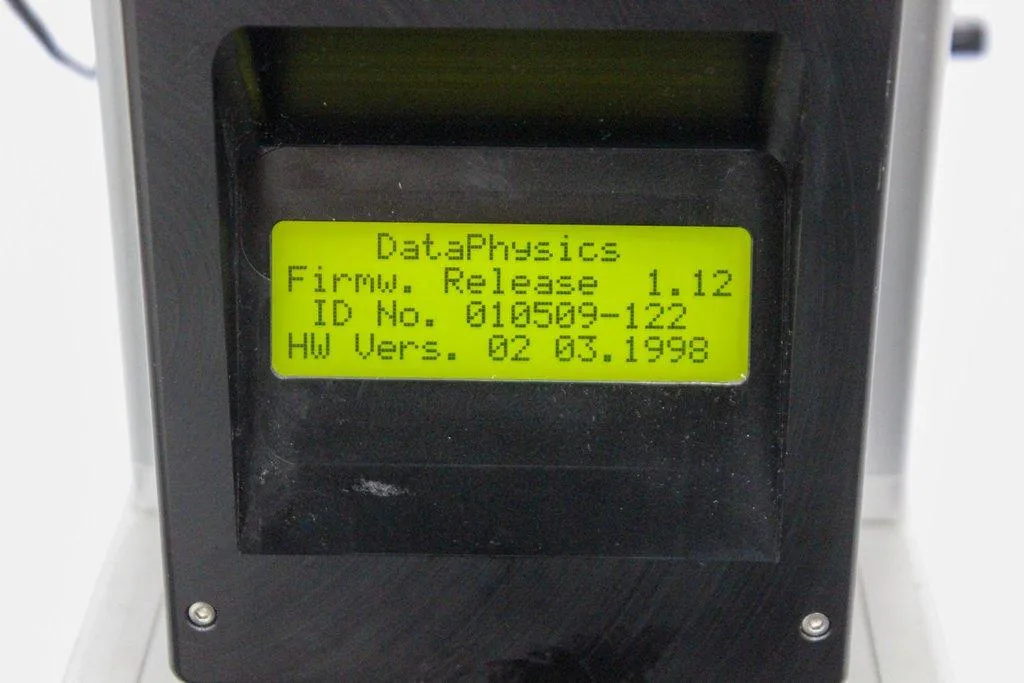 DataPhysics
Firmw. Release 1.12
ID No. 010509-122
HW Vers. 02 03.1998